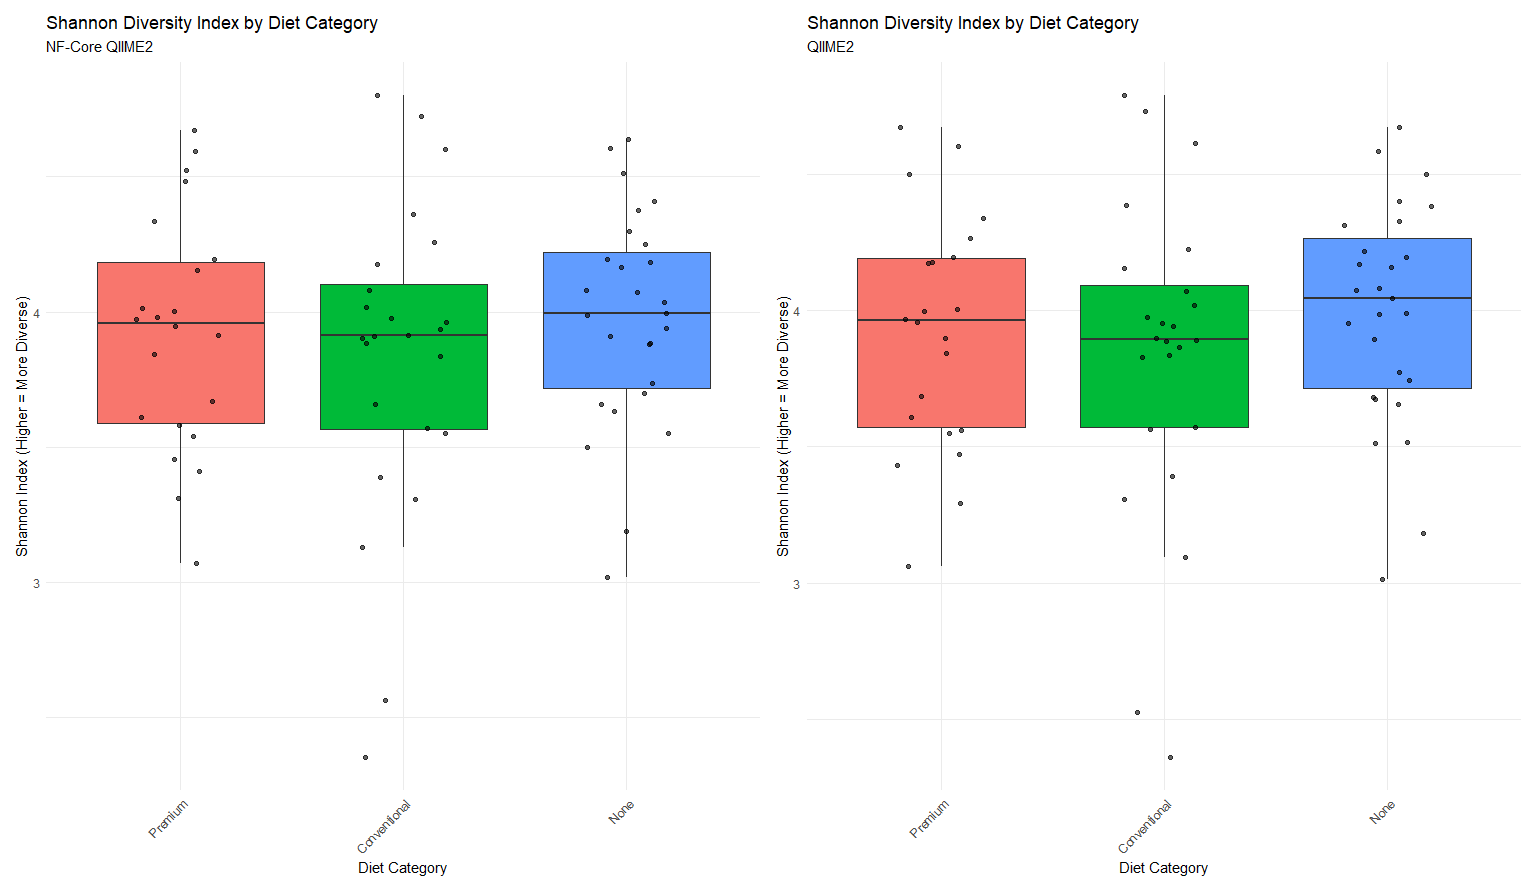 Shannon Diversity Index by Diet Category
NF-Core QIIME2
Shannon Index (Higher = More Diverse)
4
3
Premium
Conventional
None
Diet Category
Shannon Diversity Index by Diet Category
QIIME2
Shannon Index (Higher = More Diverse)
4
3
Premium
Conventional
None
Diet Category